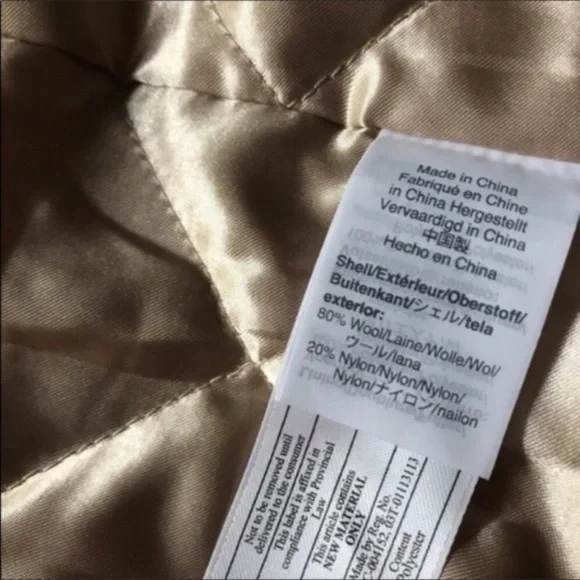 Made in China
Fabriqué en Chine
in China Hergestellt
Vervaardigd in China
中国製
Hecho en China
Shell/Extérieur/Oberstoff/
Buitenkant/シェル/tela
exterior:
80% Wool/Laine/Wolle/Wol/
ウール/lana
20% Nylon/Nylon/Nylon/
Nylon/ナイロン/nailon
Not to be removed until
delivered to the consumer
This label is affixed in
compliance with Provincial
Law
This article contains
NEW MATERIAL
ONLY
Made by Reg. No.
-004152. 03T-01113113
Content
Polyester